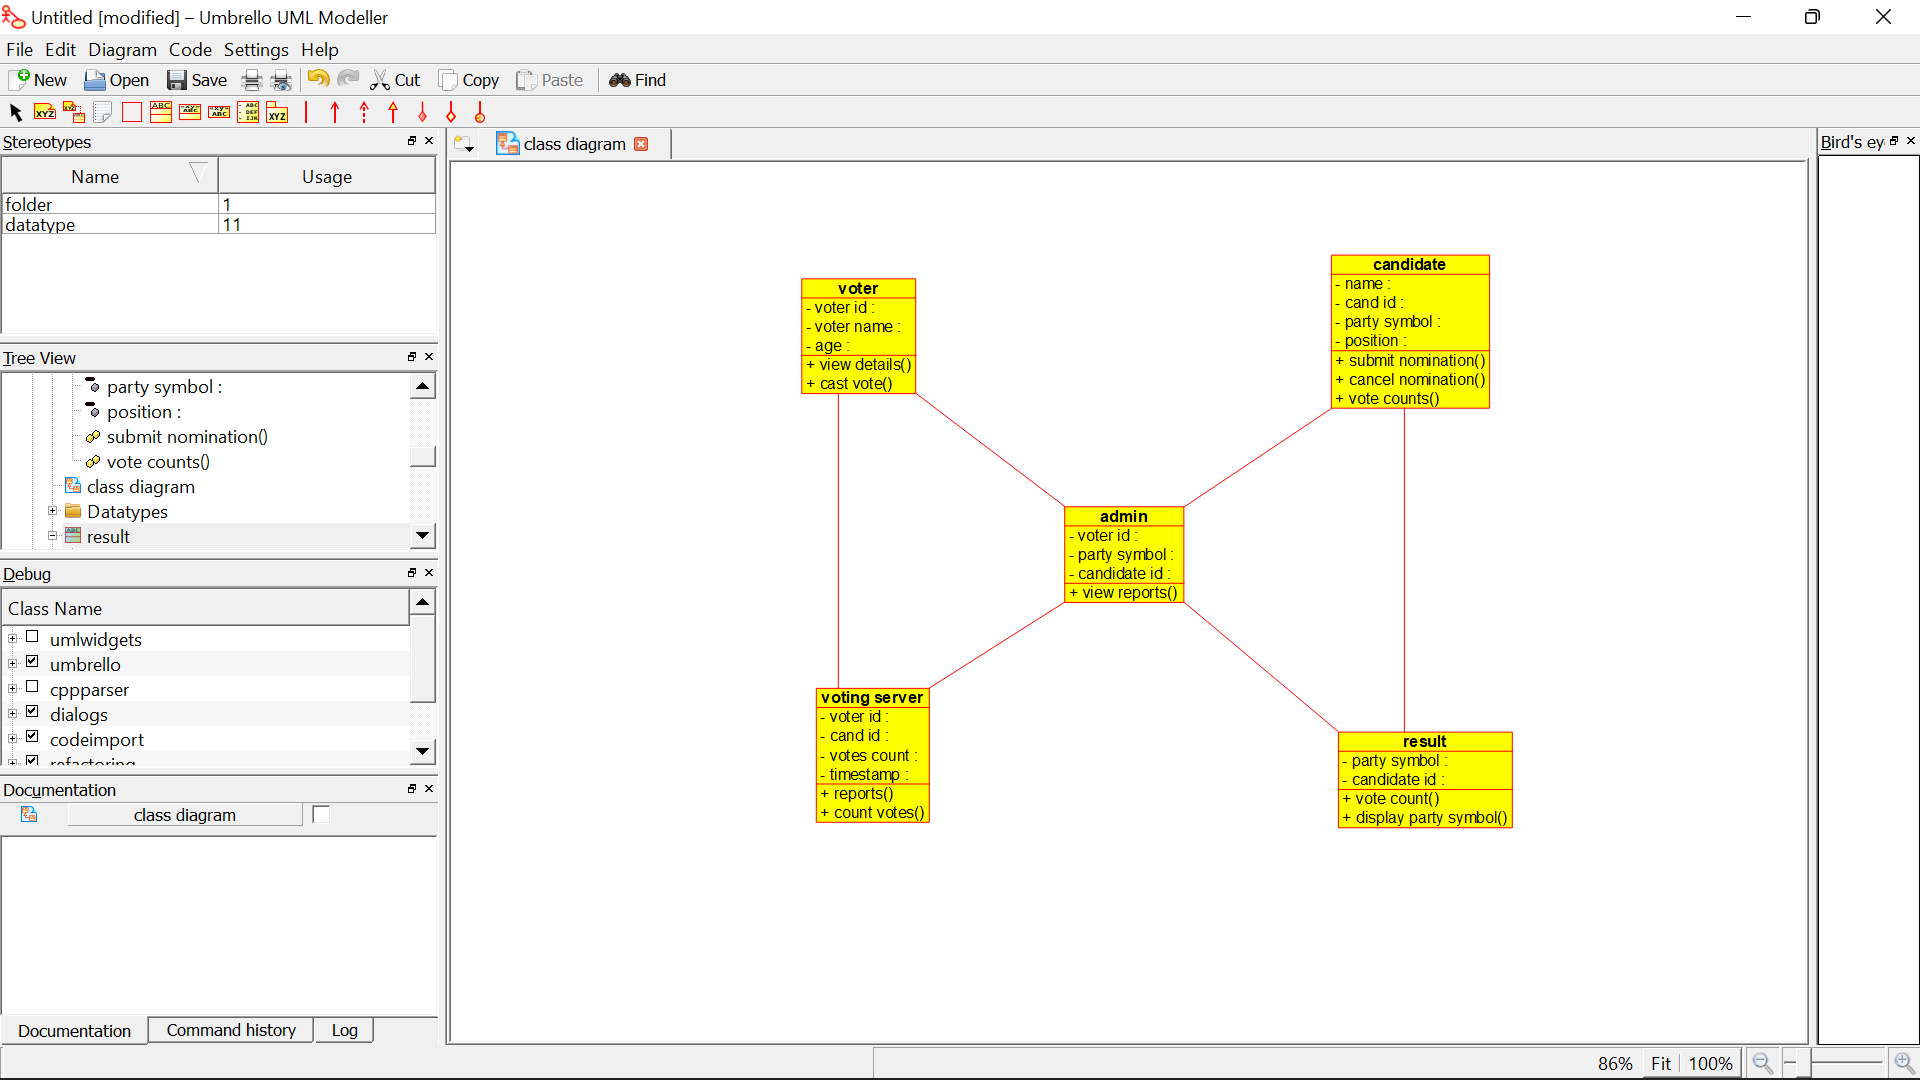 Untitled [modified] – Umbrello UML Modeller
File Edit Diagram Code Settings Help
New Open Save Cut Copy Paste Find
Stereotypes
Name Usage
folder 1
datatype 11
Tree View
party symbol :
position :
submit nomination()
vote counts()
class diagram
Datatypes
result
Debug
Class Name
umlwidgets
umbrello
cppparser
dialogs
codeimport
refactoring
Documentation
class diagram
Documentation Command history Log
class diagram
voter
- voter id :
- voter name :
- age :
+ view details()
+ cast vote()
candidate
- name :
- cand id :
- party symbol :
- position :
+ submit nomination()
+ cancel nomination()
+ vote counts()
admin
- voter id :
- party symbol :
- candidate id :
+ view reports()
voting server
- voter id :
- cand id :
- votes count :
- timestamp :
+ reports()
+ count votes()
result
- party symbol :
- candidate id :
+ vote count()
+ display party symbol()
Bird's ey
86% Fit 100%